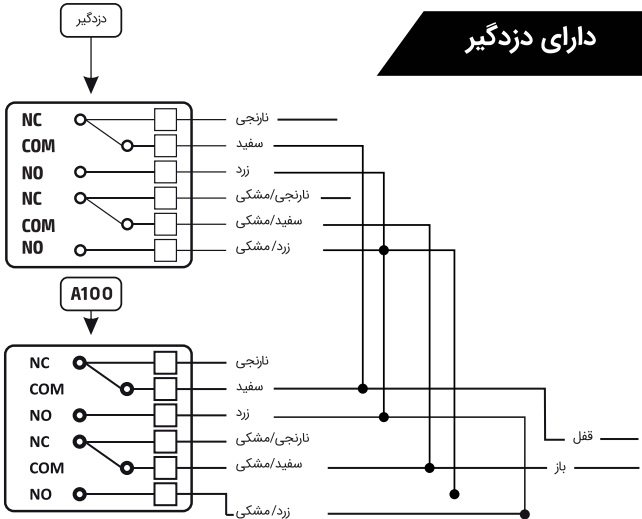 دارای دزدگیر
دزدگیر
NC نارنجی
COM سفید
NO زرد
NC نارنجی/مشکی
COM سفید/مشکی
NO زرد/مشکی
A100
NC نارنجی
COM سفید
NO زرد
NC نارنجی/مشکی
COM سفید/مشکی
NO زرد/مشکی
قفل
باز